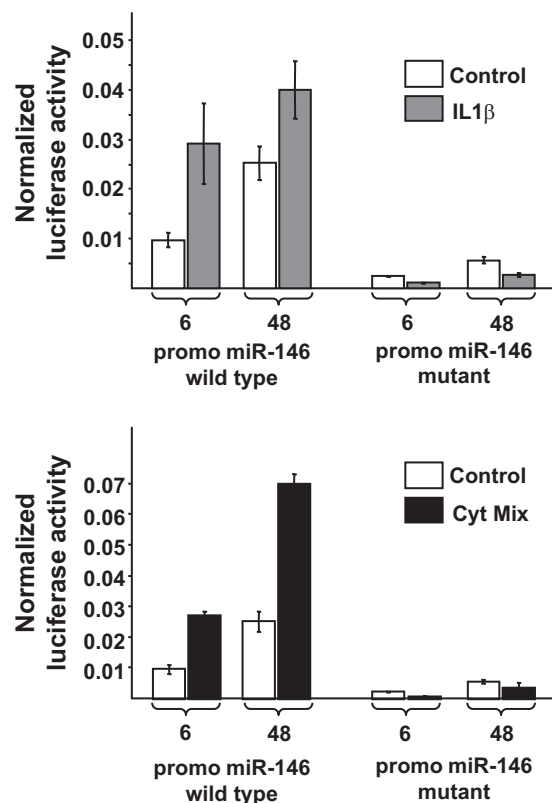 Normalized
luciferase activity
0.05
0.04
0.03
0.02
0.01
Control
IL1β
6
48
6
48
promo miR-146
wild type
promo miR-146
mutant
Normalized
luciferase activity
0.07
0.06
0.05
0.04
0.03
0.02
0.01
Control
Cyt Mix
6
48
6
48
promo miR-146
wild type
promo miR-146
mutant